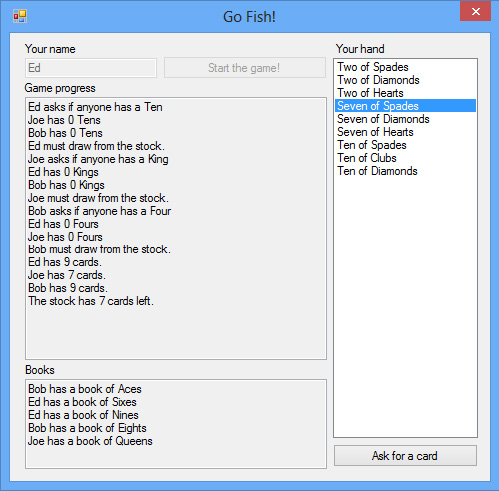 Go Fish!
Your name
Ed
Start the game!
Game progress
Ed asks if anyone has a Ten
Joe has 0 Tens
Bob has 0 Tens
Ed must draw from the stock.
Joe asks if anyone has a King
Ed has 0 Kings
Bob has 0 Kings
Joe must draw from the stock.
Bob asks if anyone has a Four
Ed has 0 Fours
Joe has 0 Fours
Bob must draw from the stock.
Ed has 9 cards.
Joe has 7 cards.
Bob has 9 cards.
The stock has 7 cards left.
Books
Bob has a book of Aces
Ed has a book of Sixes
Ed has a book of Nines
Bob has a book of Eights
Joe has a book of Queens
Your hand
Two of Spades
Two of Diamonds
Two of Hearts
Seven of Spades
Seven of Diamonds
Seven of Hearts
Ten of Spades
Ten of Clubs
Ten of Diamonds
Ask for a card